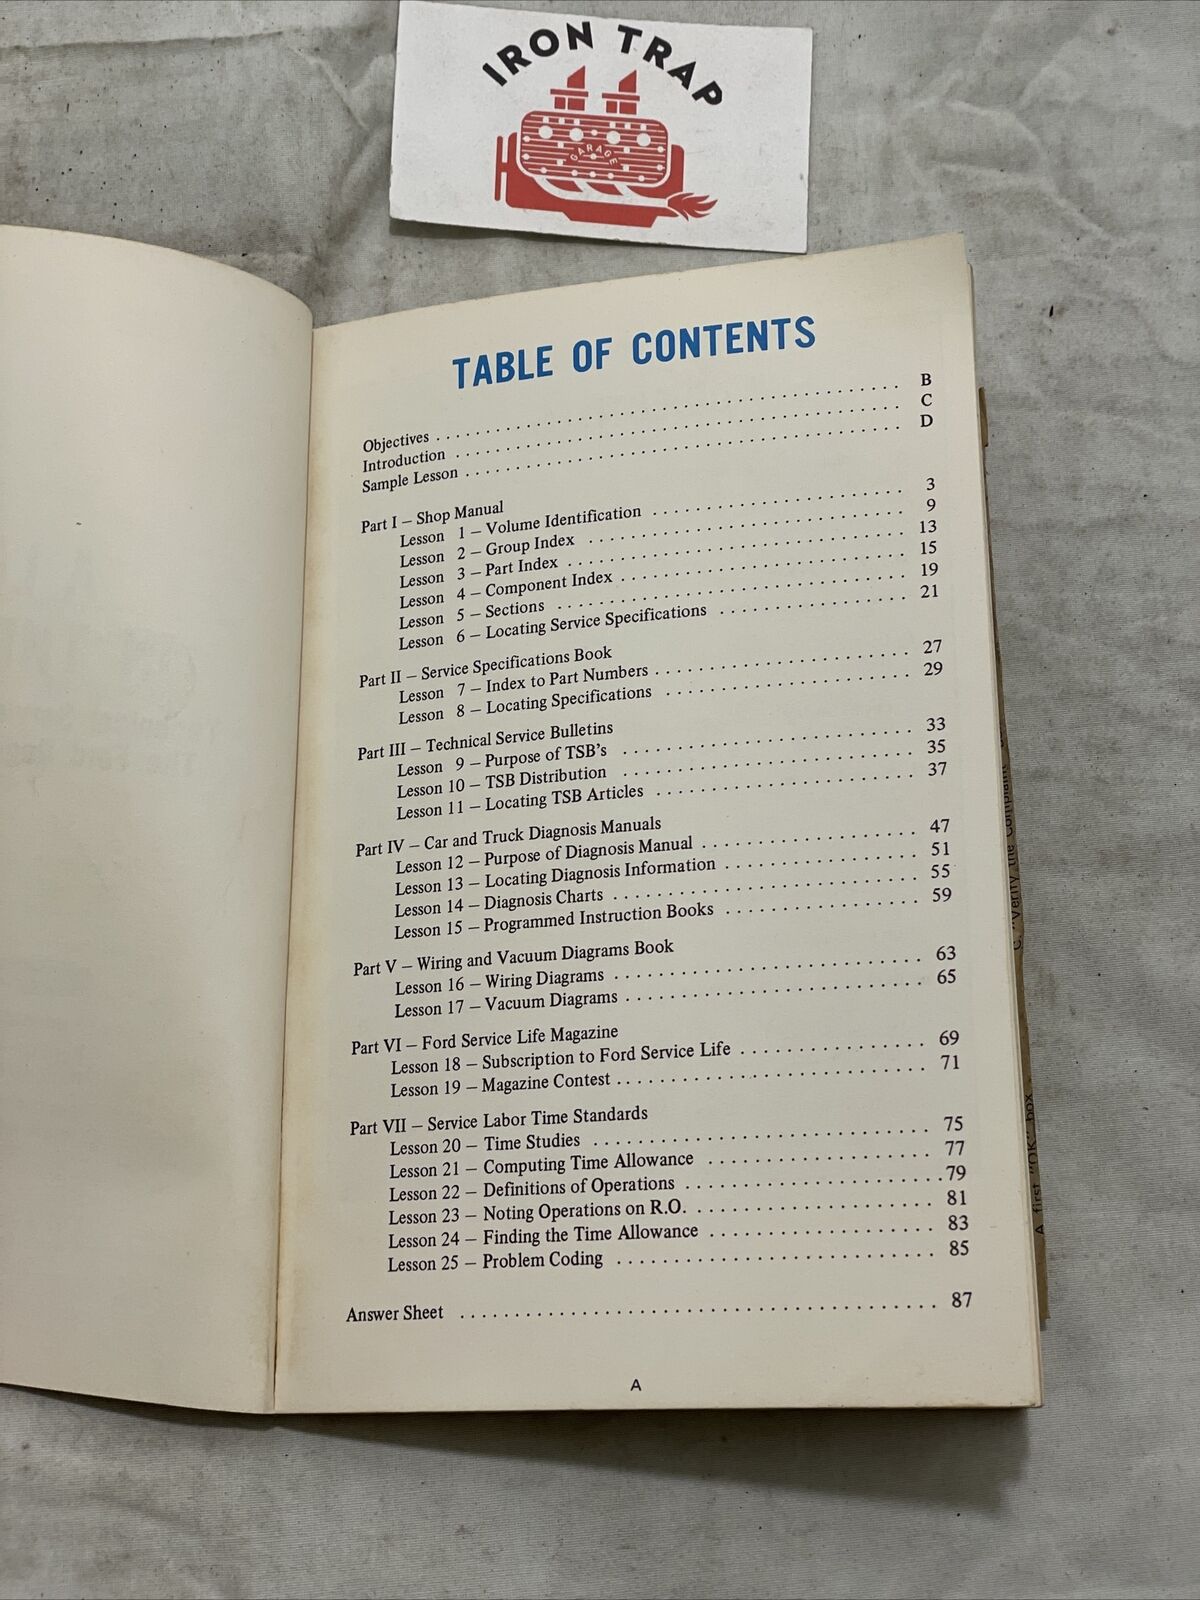 IRON TRAP
GARAGE
TABLE OF CONTENTS
Objectives . . . . . . . . . . . . . . . . . . . . B
Introduction . . . . . . . . . . . . . . . . . . . . C
Sample Lesson . . . . . . . . . . . . . . . . . . . . D
Part I – Shop Manual
Lesson 1 – Volume Identification . . . . . . . . . . 3
Lesson 2 – Group Index . . . . . . . . . . 9
Lesson 3 – Part Index . . . . . . . . . . 13
Lesson 4 – Component Index . . . . . . . . . . 15
Lesson 5 – Sections . . . . . . . . . . 19
Lesson 6 – Locating Service Specifications . . . . . . . . . . 21
Part II – Service Specifications Book
Lesson 7 – Index to Part Numbers . . . . . . . . . . 27
Lesson 8 – Locating Specifications . . . . . . . . . . 29
Part III – Technical Service Bulletins
Lesson 9 – Purpose of TSB's . . . . . . . . . . 33
Lesson 10 – TSB Distribution . . . . . . . . . . 35
Lesson 11 – Locating TSB Articles . . . . . . . . . . 37
Part IV – Car and Truck Diagnosis Manuals
Lesson 12 – Purpose of Diagnosis Manual . . . . . . . . . . 47
Lesson 13 – Locating Diagnosis Information . . . . . . . . . . 51
Lesson 14 – Diagnosis Charts . . . . . . . . . . 55
Lesson 15 – Programmed Instruction Books . . . . . . . . . . 59
Part V – Wiring and Vacuum Diagrams Book
Lesson 16 – Wiring Diagrams . . . . . . . . . . 63
Lesson 17 – Vacuum Diagrams . . . . . . . . . . 65
Part VI – Ford Service Life Magazine
Lesson 18 – Subscription to Ford Service Life . . . . . . . . . . 69
Lesson 19 – Magazine Contest . . . . . . . . . . 71
Part VII – Service Labor Time Standards
Lesson 20 – Time Studies . . . . . . . . . . 75
Lesson 21 – Computing Time Allowance . . . . . . . . . . 77
Lesson 22 – Definitions of Operations . . . . . . . . . . 79
Lesson 23 – Noting Operations on R.O. . . . . . . . . . . 81
Lesson 24 – Finding the Time Allowance . . . . . . . . . . 83
Lesson 25 – Problem Coding . . . . . . . . . . 85
Answer Sheet . . . . . . . . . . 87
A
C. "Verify the Complaint
A first "OK" box